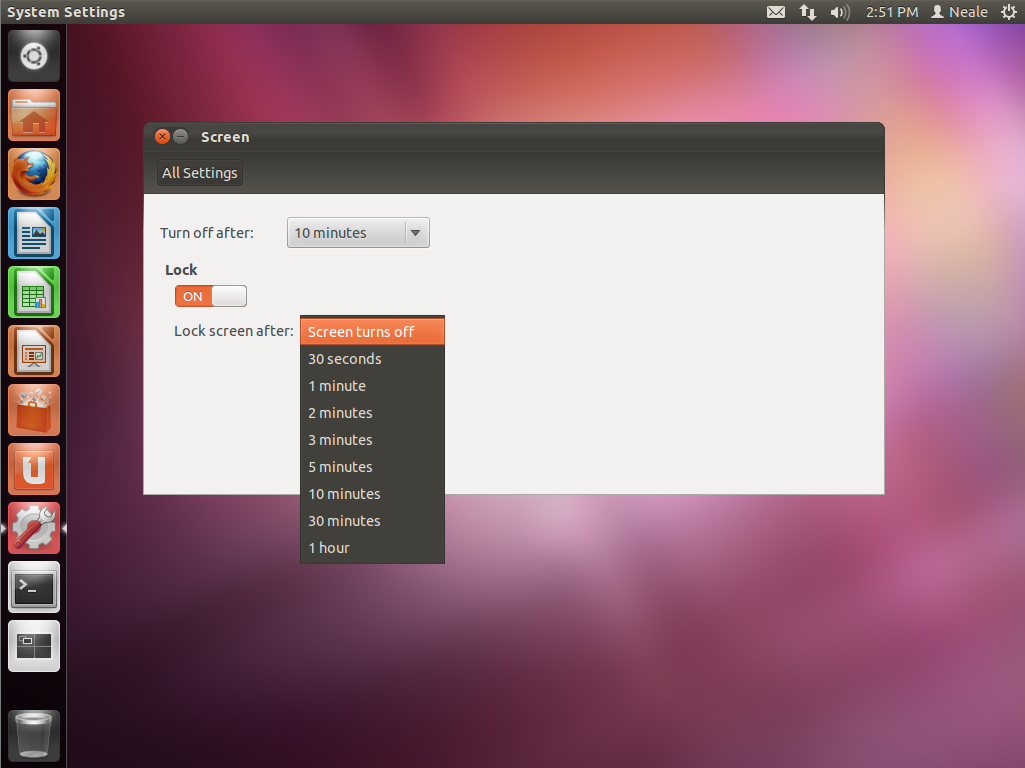 System Settings
2:51 PM Neale
Screen
All Settings
Turn off after: 10 minutes
Lock
ON
Lock screen after: Screen turns off
30 seconds
1 minute
2 minutes
3 minutes
5 minutes
10 minutes
30 minutes
1 hour